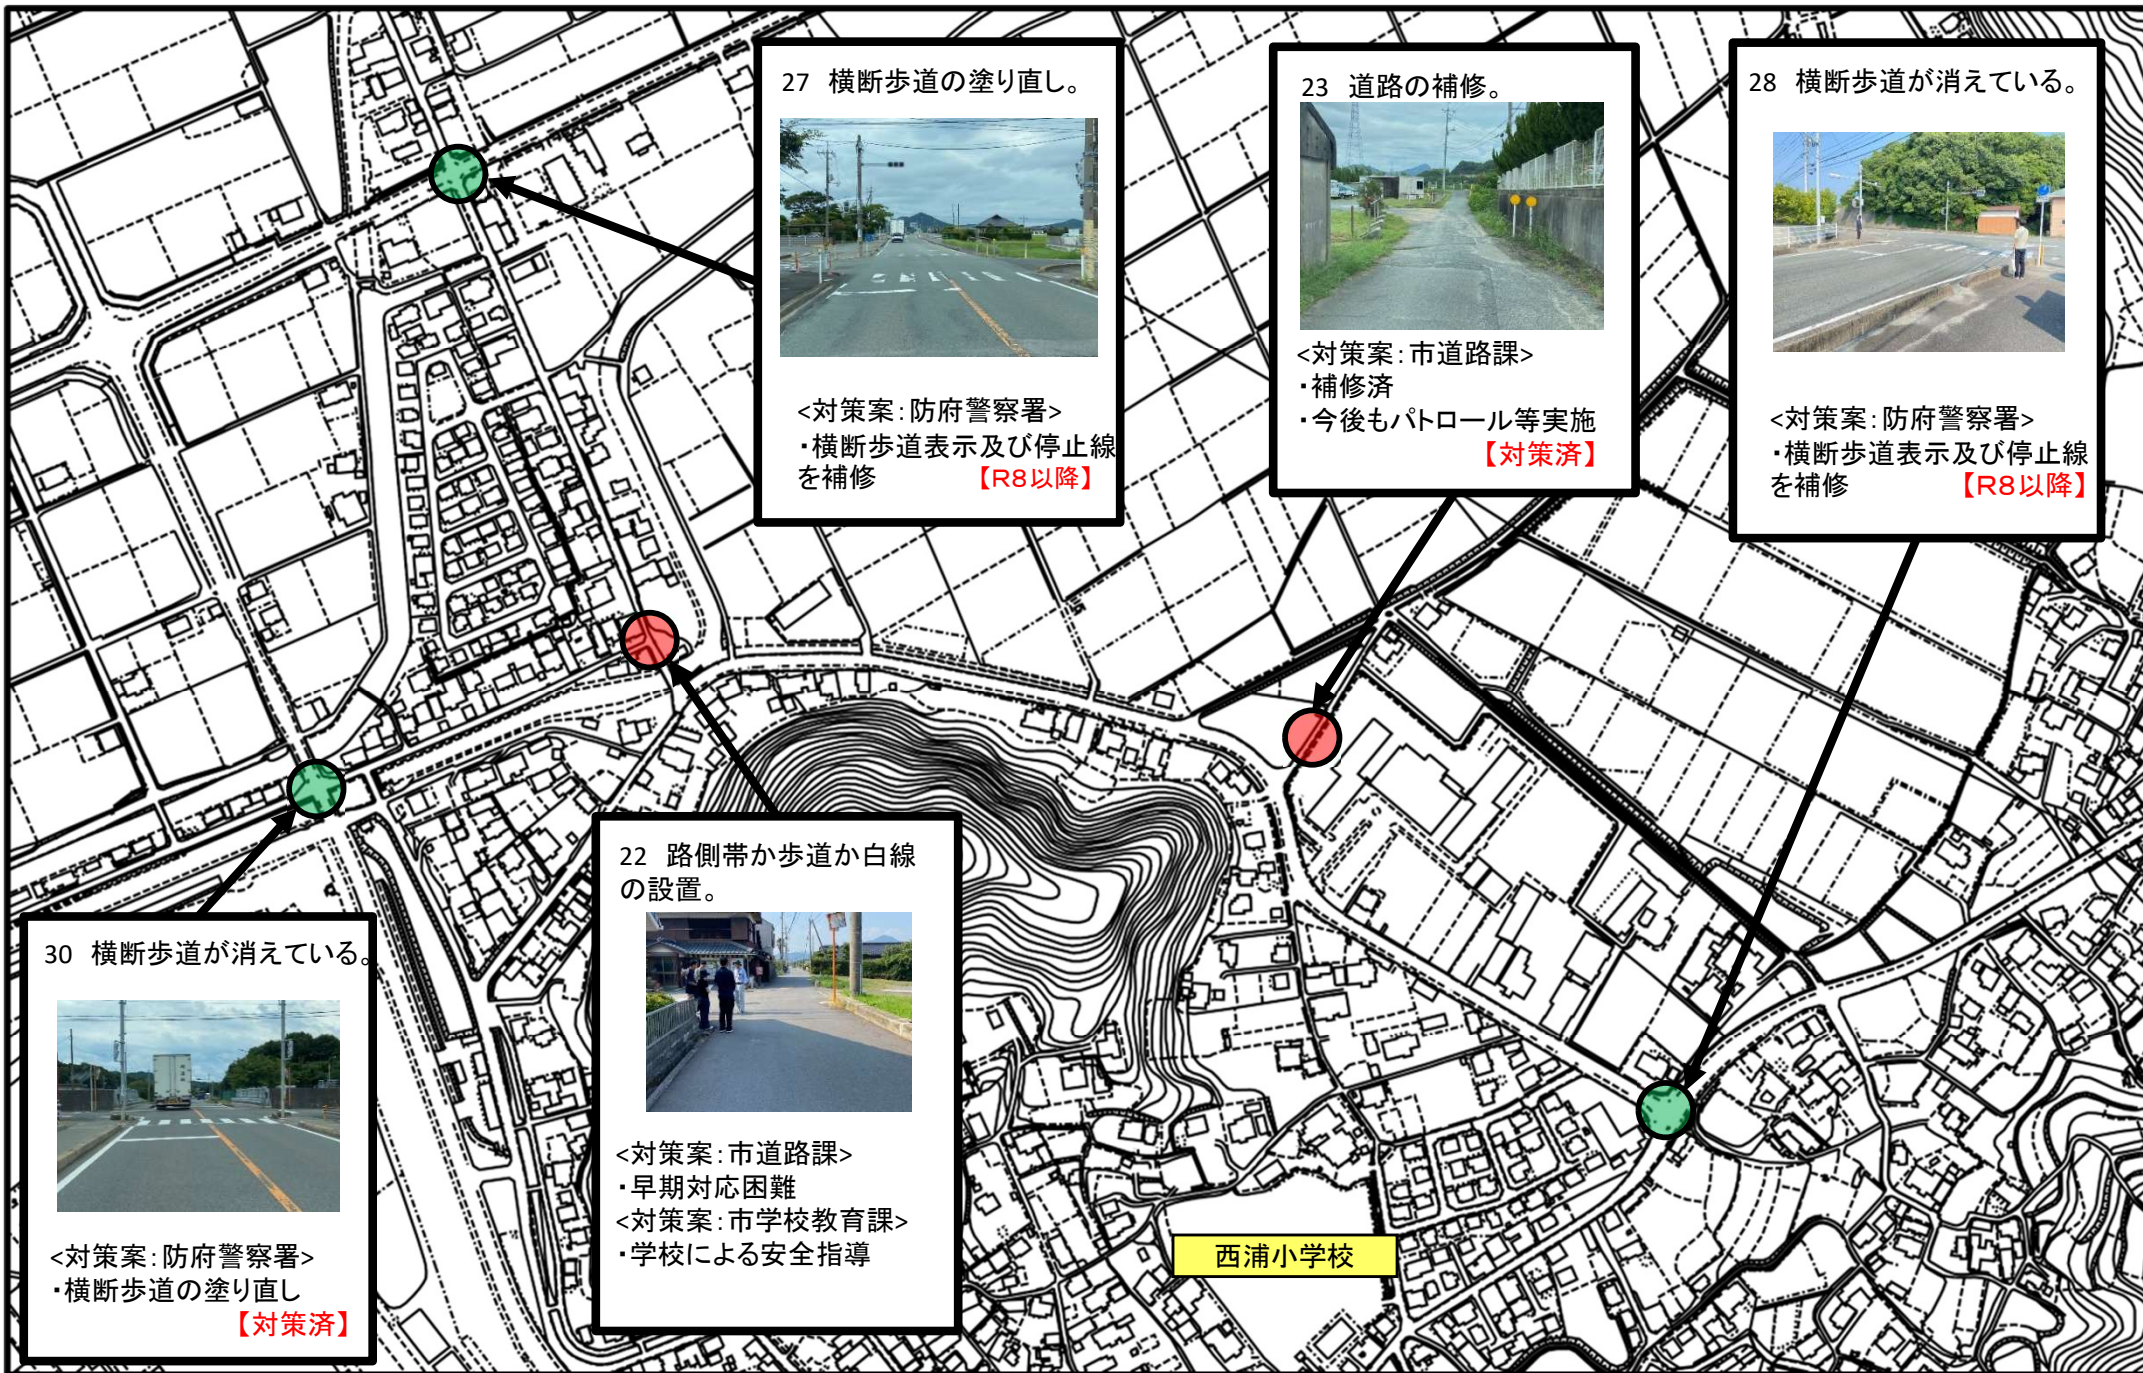 27 横断歩道の塗り直し。
<対策案：防府警察署>
・横断歩道表示及び停止線
を補修 【R8以降】
23 道路の補修。
<対策案：市道路課>
・補修済
・今後もパトロール等実施
【対策済】
28 横断歩道が消えている。
<対策案：防府警察署>
・横断歩道表示及び停止線
を補修 【R8以降】
30 横断歩道が消えている。
<対策案：防府警察署>
・横断歩道の塗り直し
【対策済】
22 路側帯か歩道か白線
の設置。
<対策案：市道路課>
・早期対応困難
<対策案：市学校教育課>
・学校による安全指導
西浦小学校